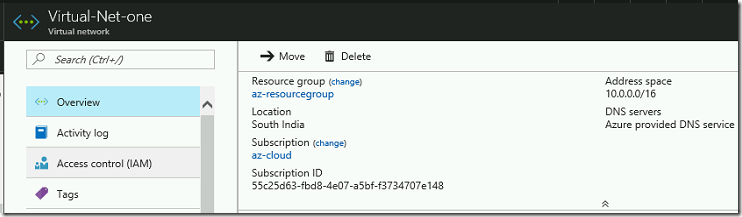 Virtual-Net-one
Virtual network
Search (Ctrl+/)
Overview
Activity log
Access control (IAM)
Tags
Move
Delete
Resource group (change)
az-resourcegroup
Location
South India
Subscription (change)
az-cloud
Subscription ID
55c25d63-fbd8-4e07-a5bf-f3734707e148
Address space
10.0.0.0/16
DNS servers
Azure provided DNS service